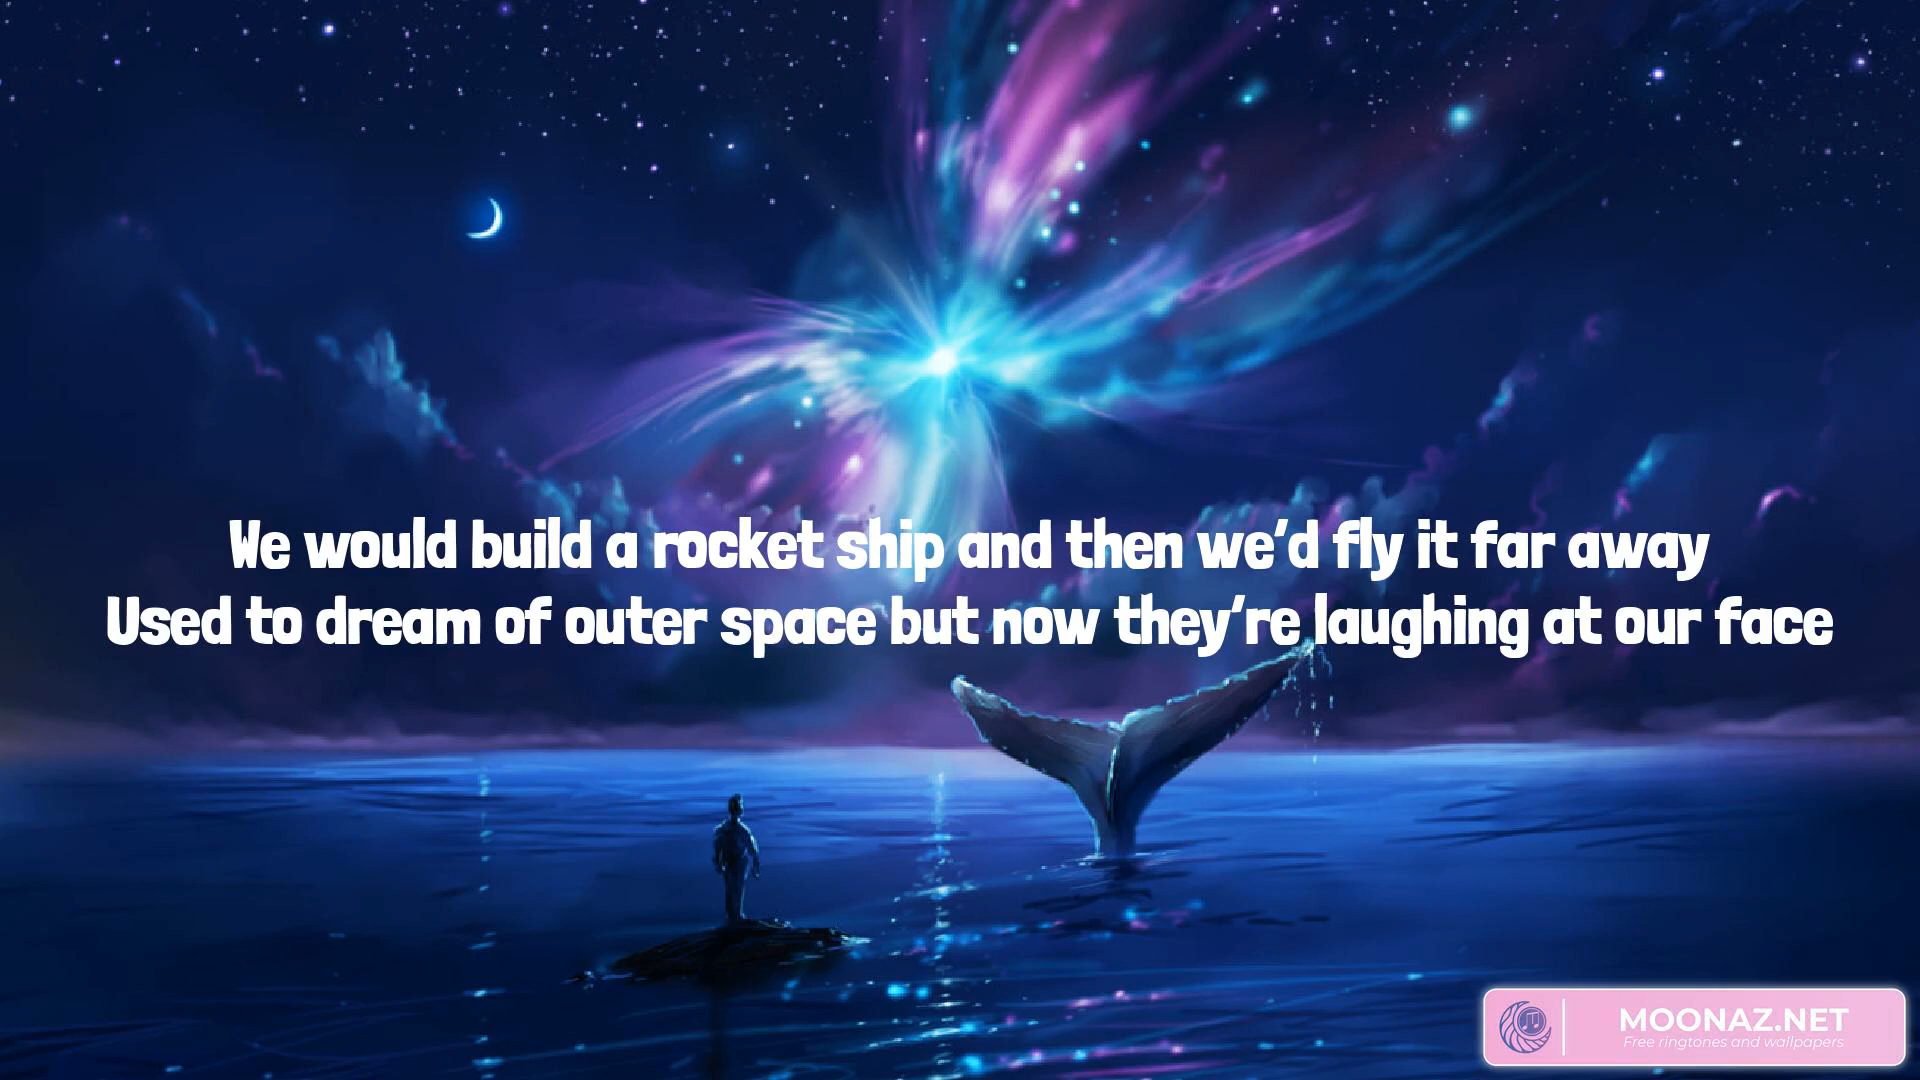 We would build a rocket ship and then we'd fly it far away
Used to dream of outer space but now they're laughing at our face
MOONAZ.NET
Free ringtones and wallpapers